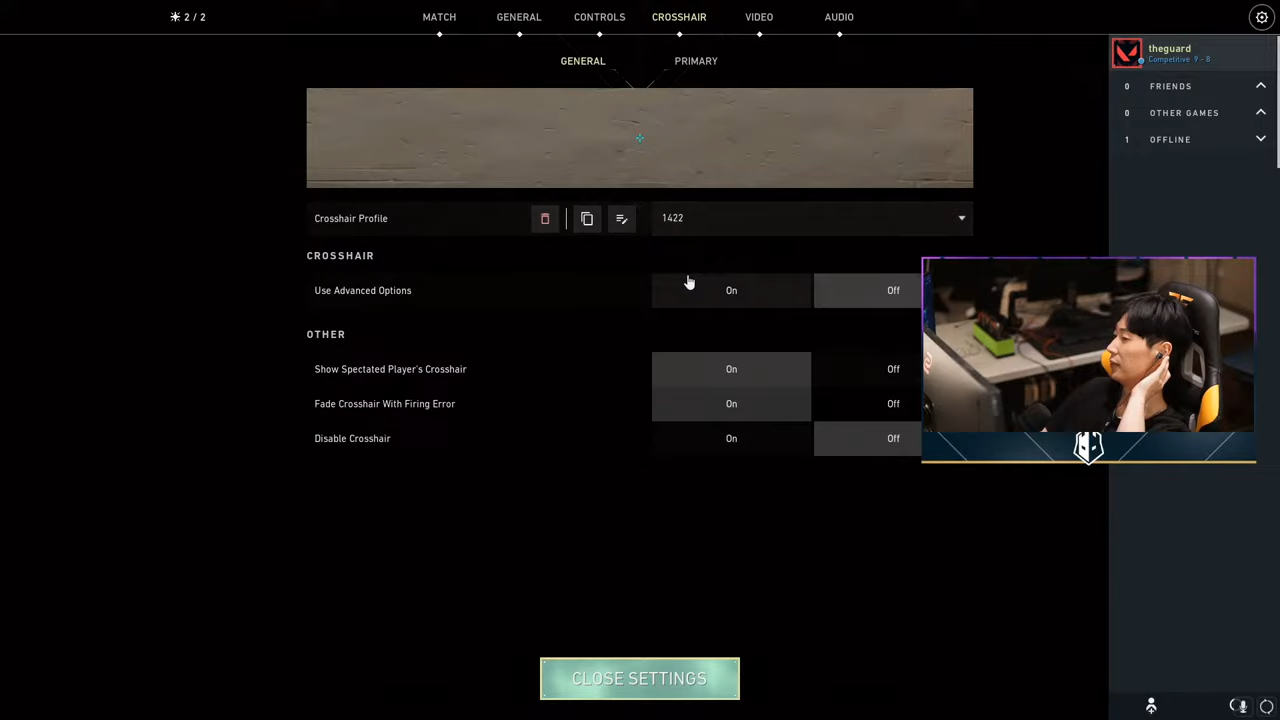 2 / 2
MATCH
GENERAL
CONTROLS
CROSSHAIR
VIDEO
AUDIO
GENERAL
PRIMARY
theguard
Competitive 9 - 8
0 FRIENDS
0 OTHER GAMES
1 OFFLINE
Crosshair Profile
1422
CROSSHAIR
Use Advanced Options
On
Off
OTHER
Show Spectated Player's Crosshair
On
Off
Fade Crosshair With Firing Error
On
Off
Disable Crosshair
On
Off
CLOSE SETTINGS